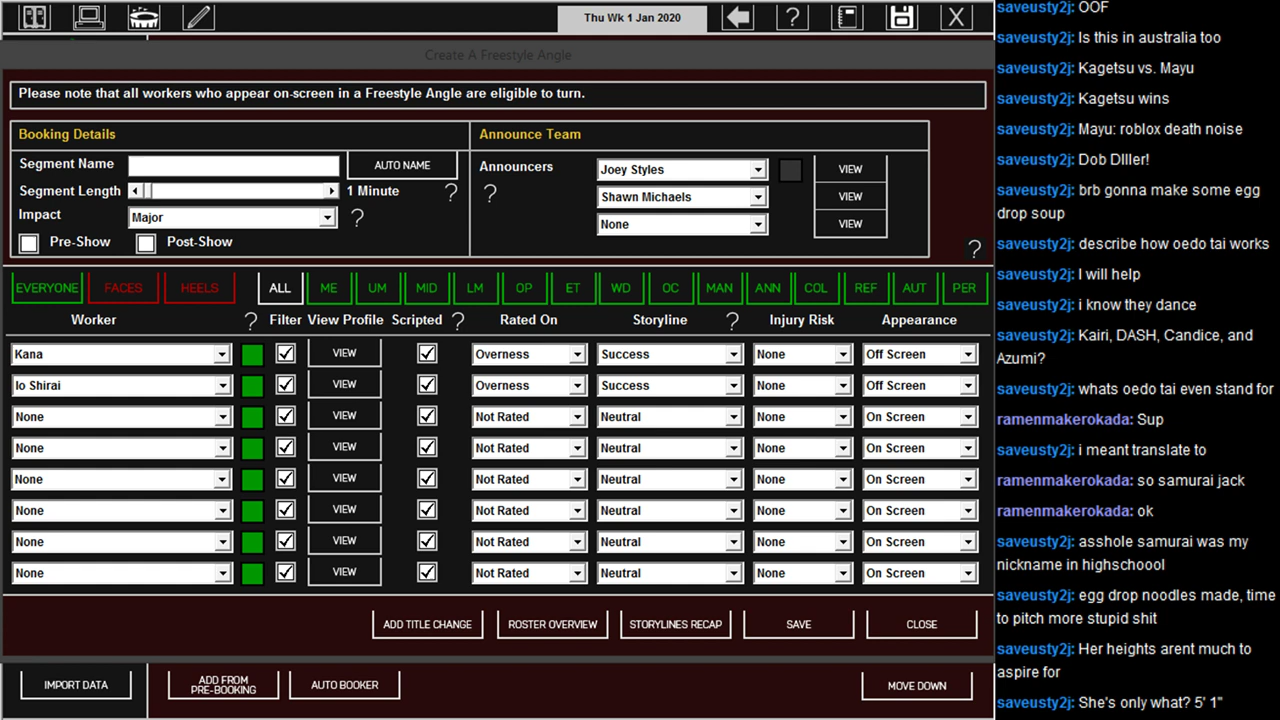 Thu Wk 1 Jan 2020
Create A Freestyle Angle
Please note that all workers who appear on-screen in a Freestyle Angle are eligible to turn.
Booking Details
Segment Name
AUTO NAME
Segment Length
1 Minute
?
Impact
Major
?
Pre-Show
Post-Show
Announce Team
Announcers
?
Joey Styles
VIEW
Shawn Michaels
VIEW
None
VIEW
?
EVERYONE FACES HEELS ALL ME UM MID LM OP ET WD OC MAN ANN COL REF AUT PER
Worker ? Filter View Profile Scripted ? Rated On Storyline ? Injury Risk Appearance
Kana VIEW Overness Success None Off Screen
Io Shirai VIEW Overness Success None Off Screen
None VIEW Not Rated Neutral None On Screen
None VIEW Not Rated Neutral None On Screen
None VIEW Not Rated Neutral None On Screen
None VIEW Not Rated Neutral None On Screen
None VIEW Not Rated Neutral None On Screen
None VIEW Not Rated Neutral None On Screen
ADD TITLE CHANGE ROSTER OVERVIEW STORYLINES RECAP SAVE CLOSE
IMPORT DATA
ADD FROM
PRE-BOOKING
AUTO BOOKER
MOVE DOWN
saveusty2j: OOF
saveusty2j: Is this in australia too
saveusty2j: Kagetsu vs. Mayu
saveusty2j: Kagetsu wins
saveusty2j: Mayu: roblox death noise
saveusty2j: Dob DIller!
saveusty2j: brb gonna make some egg
drop soup
saveusty2j: describe how oedo tai works
saveusty2j: I will help
saveusty2j: i know they dance
saveusty2j: Kairi, DASH, Candice, and
Azumi?
saveusty2j: whats oedo tai even stand for
ramenmakerokada: Sup
saveusty2j: i meant translate to
ramenmakerokada: so samurai jack
ramenmakerokada: ok
saveusty2j: asshole samurai was my
nickname in highschoool
saveusty2j: egg drop noodles made, time
to pitch more stupid shit
saveusty2j: Her heights arent much to
aspire for
saveusty2j: She's only what? 5' 1"